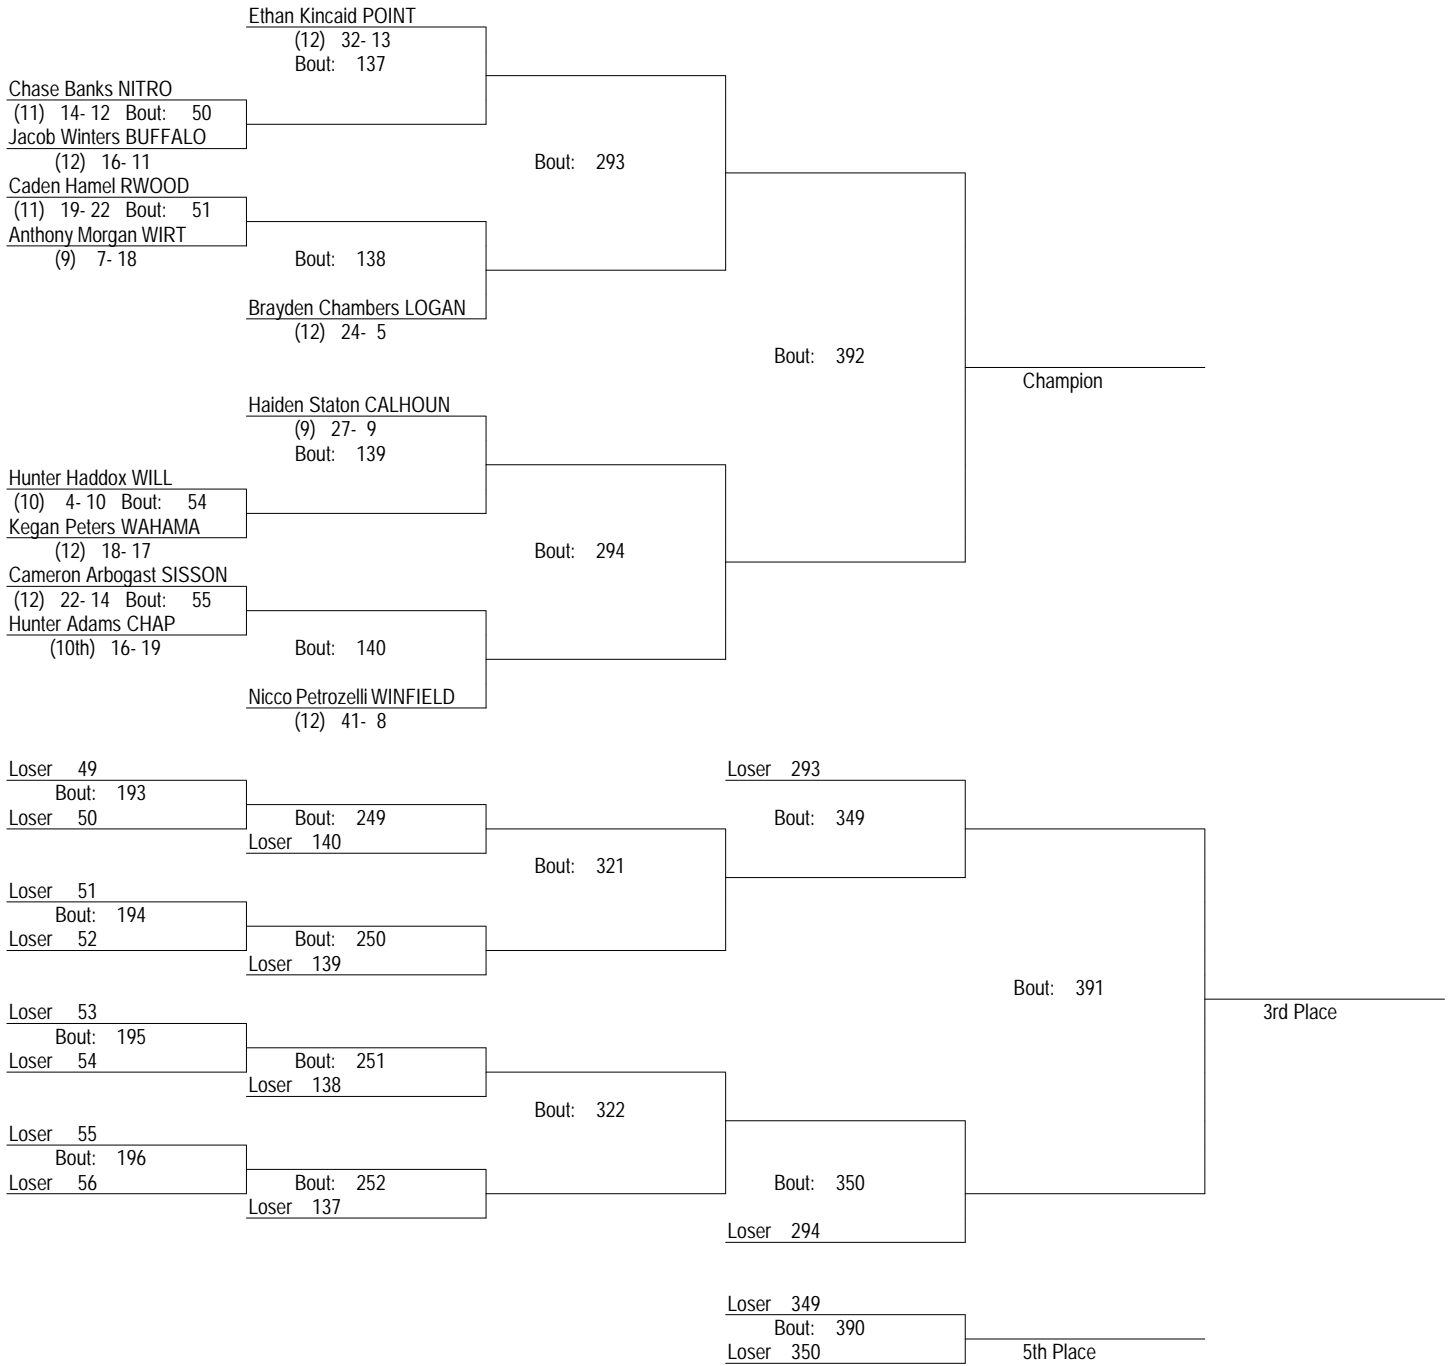 Ethan Kincaid POINT
(12) 32- 13
Bout: 137
Chase Banks NITRO
(11) 14- 12 Bout: 50
Jacob Winters BUFFALO
(12) 16- 11
Bout: 293
Caden Hamel RWOOD
(11) 19- 22 Bout: 51
Anthony Morgan WIRT
(9) 7- 18
Bout: 138
Brayden Chambers LOGAN
(12) 24- 5
Bout: 392
Champion
Haiden Staton CALHOUN
(9) 27- 9
Bout: 139
Hunter Haddox WILL
(10) 4- 10 Bout: 54
Kegan Peters WAHAMA
(12) 18- 17
Bout: 294
Cameron Arbogast SISSON
(12) 22- 14 Bout: 55
Hunter Adams CHAP
(10th) 16- 19
Bout: 140
Nicco Petrozelli WINFIELD
(12) 41- 8
Loser 49
Bout: 193
Loser 50
Bout: 249
Loser 140
Bout: 321
Loser 293
Bout: 349
Loser 51
Bout: 194
Loser 52
Bout: 250
Loser 139
Bout: 391
3rd Place
Loser 53
Bout: 195
Loser 54
Bout: 251
Loser 138
Bout: 322
Loser 55
Bout: 196
Loser 56
Bout: 252
Loser 137
Bout: 350
Loser 294
Loser 349
Bout: 390
Loser 350
5th Place